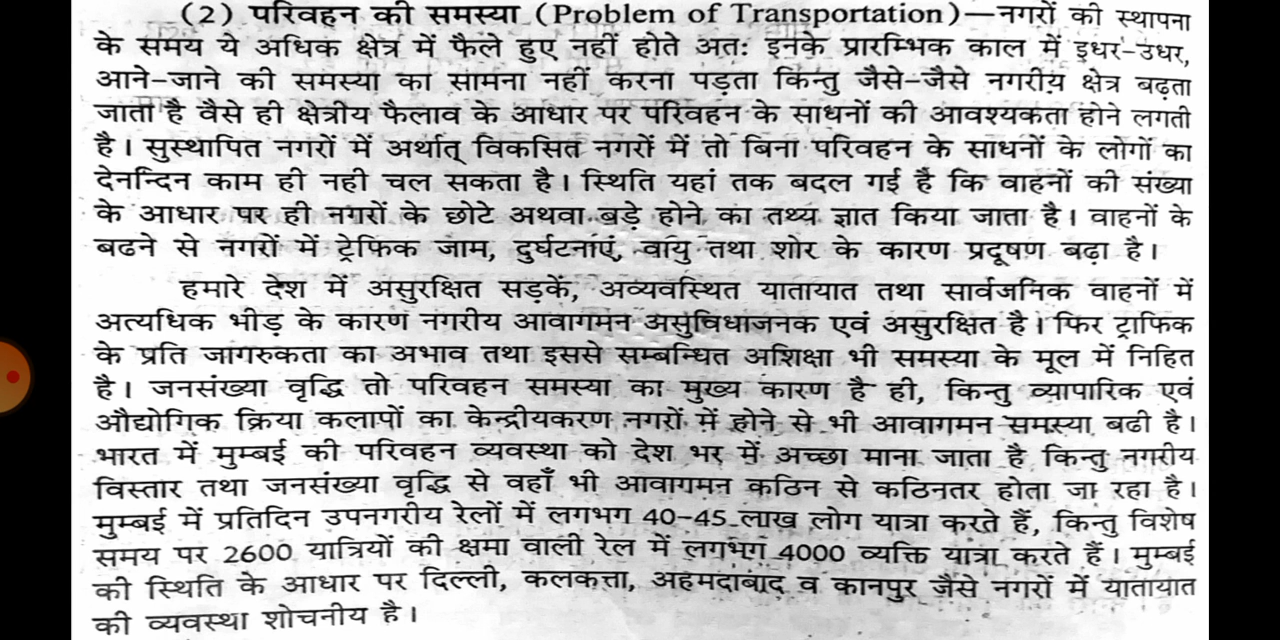 (2) परिवहन की समस्या (Problem of Transportation)—नगरों की स्थापना
के समय ये अधिक क्षेत्र में फैले हुए नहीं होते अतः इनके प्रारम्भिक काल में इधर-उधर,
आने-जाने की समस्या का सामना नहीं करना पड़ता किन्तु जैसे-जैसे नगरीय क्षेत्र बढ़ता
जाता है वैसे ही क्षेत्रीय फैलाव के आधार पर परिवहन के साधनों की आवश्यकता होने लगती
है। सुस्थापित नगरों में अर्थात् विकसित नगरों में तो बिना परिवहन के साधनों के लोगों का
देनन्दिन काम ही नही चल सकता है। स्थिति यहां तक बदल गई है कि वाहनों की संख्या
के आधार पर ही नगरों के छोटे अथवा बड़े होने का तथ्य ज्ञात किया जाता है। वाहनों के
बढने से नगरों में ट्रेफिक जाम, दुर्घटनाएं, वायु तथा शोर के कारण प्रदूषण बढ़ा है।
हमारे देश में असुरक्षित सड़कें, अव्यवस्थित यातायात तथा सार्वजनिक वाहनों में
अत्यधिक भीड़ के कारण नगरीय आवागमन असुविधाजनक एवं असुरक्षित है। फिर ट्राफिक
के प्रति जागरुकता का अभाव तथा इससे सम्बन्धित अशिक्षा भी समस्या के मूल में निहित
है। जनसंख्या वृद्धि तो परिवहन समस्या का मुख्य कारण है ही, किन्तु व्यापारिक एवं
औद्योगिक क्रिया कलापों का केन्द्रीयकरण नगरों में होने से भी आवागमन समस्या बढी है।
भारत में मुम्बई की परिवहन व्यवस्था को देश भर में अच्छा माना जाता है किन्तु नगरीय
विस्तार तथा जनसंख्या वृद्धि से वहाँ भी आवागमन कठिन से कठिनतर होता जा रहा है।
मुम्बई में प्रतिदिन उपनगरीय रेलों में लगभग 40-45 लाख लोग यात्रा करते हैं, किन्तु विशेष
समय पर 2600 यात्रियों की क्षमा वाली रेल में लगभग 4000 व्यक्ति यात्रा करते हैं। मुम्बई
की स्थिति के आधार पर दिल्ली, कलकत्ता, अहमदाबाद व कानपुर जैसे नगरों में यातायात
की व्यवस्था शोचनीय है।